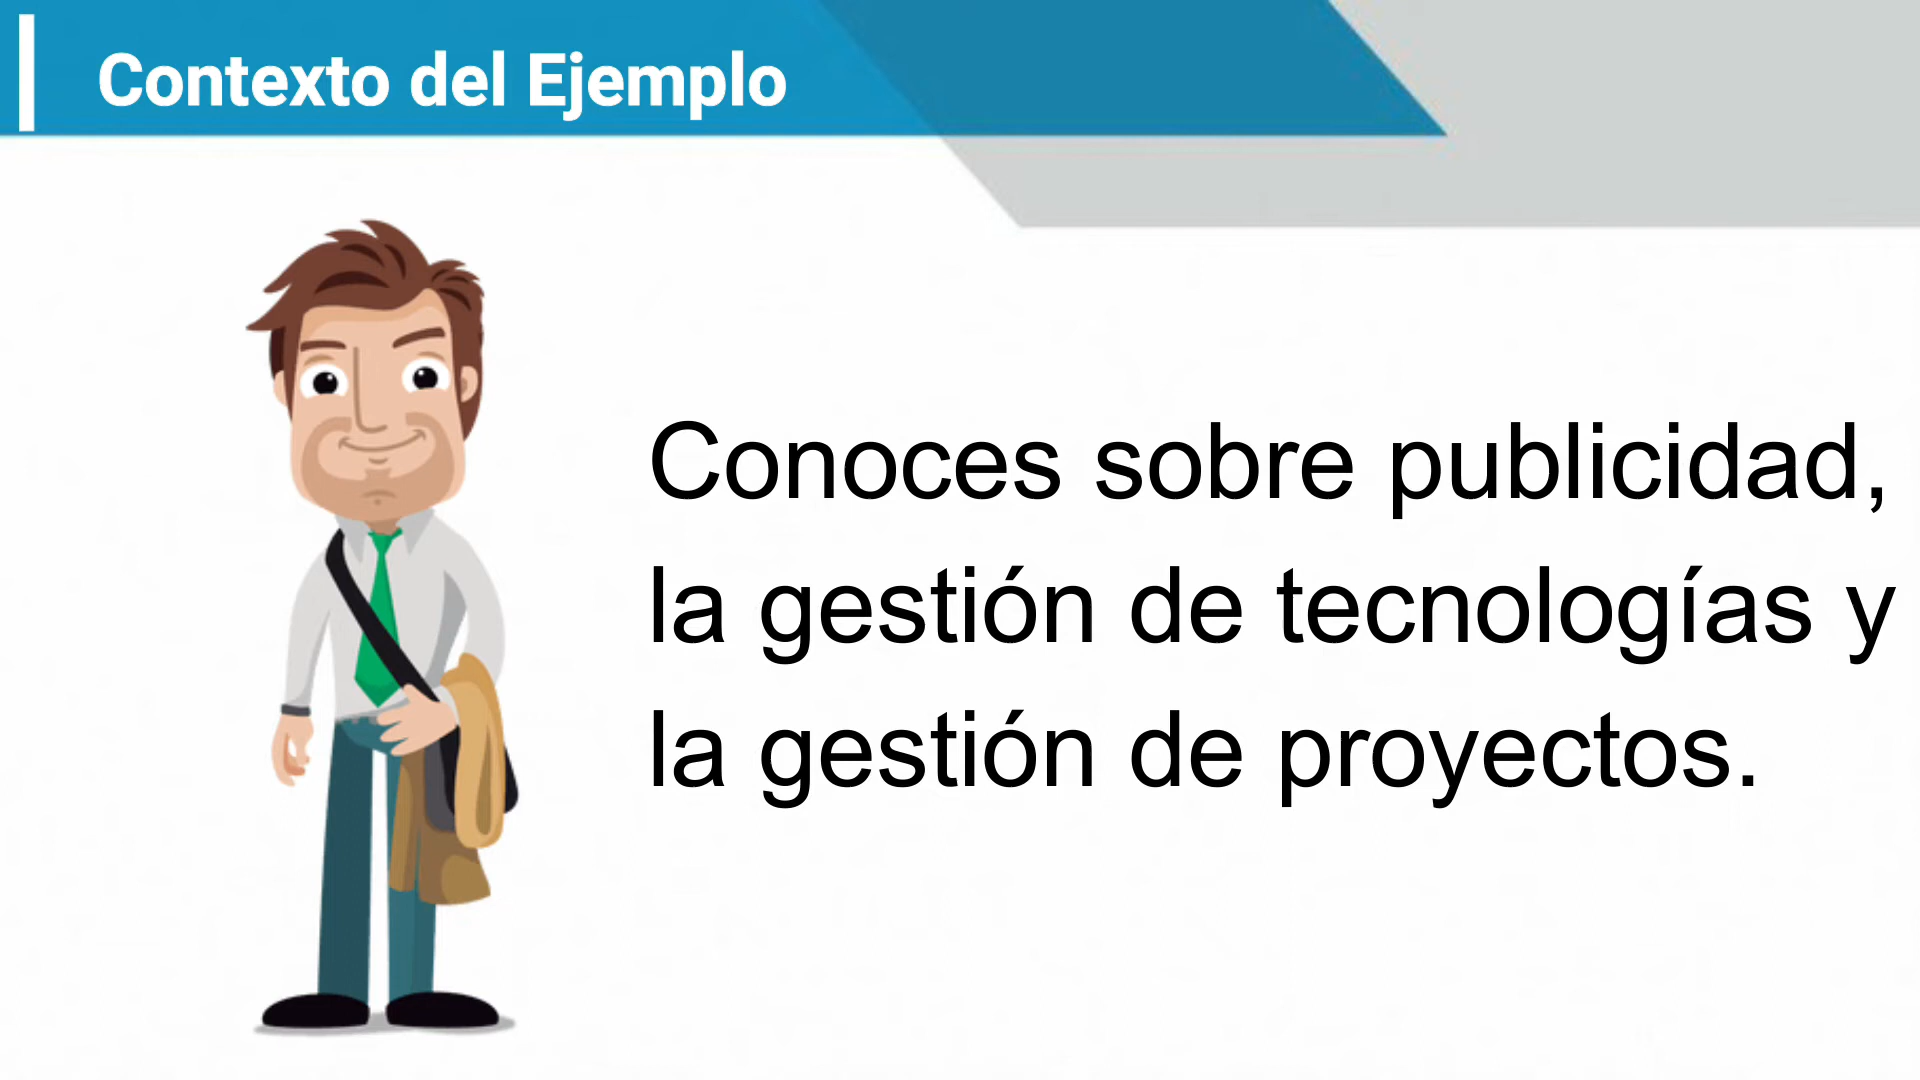 Contexto del Ejemplo
Conoces sobre publicidad,
la gestión de tecnologías y
la gestión de proyectos.